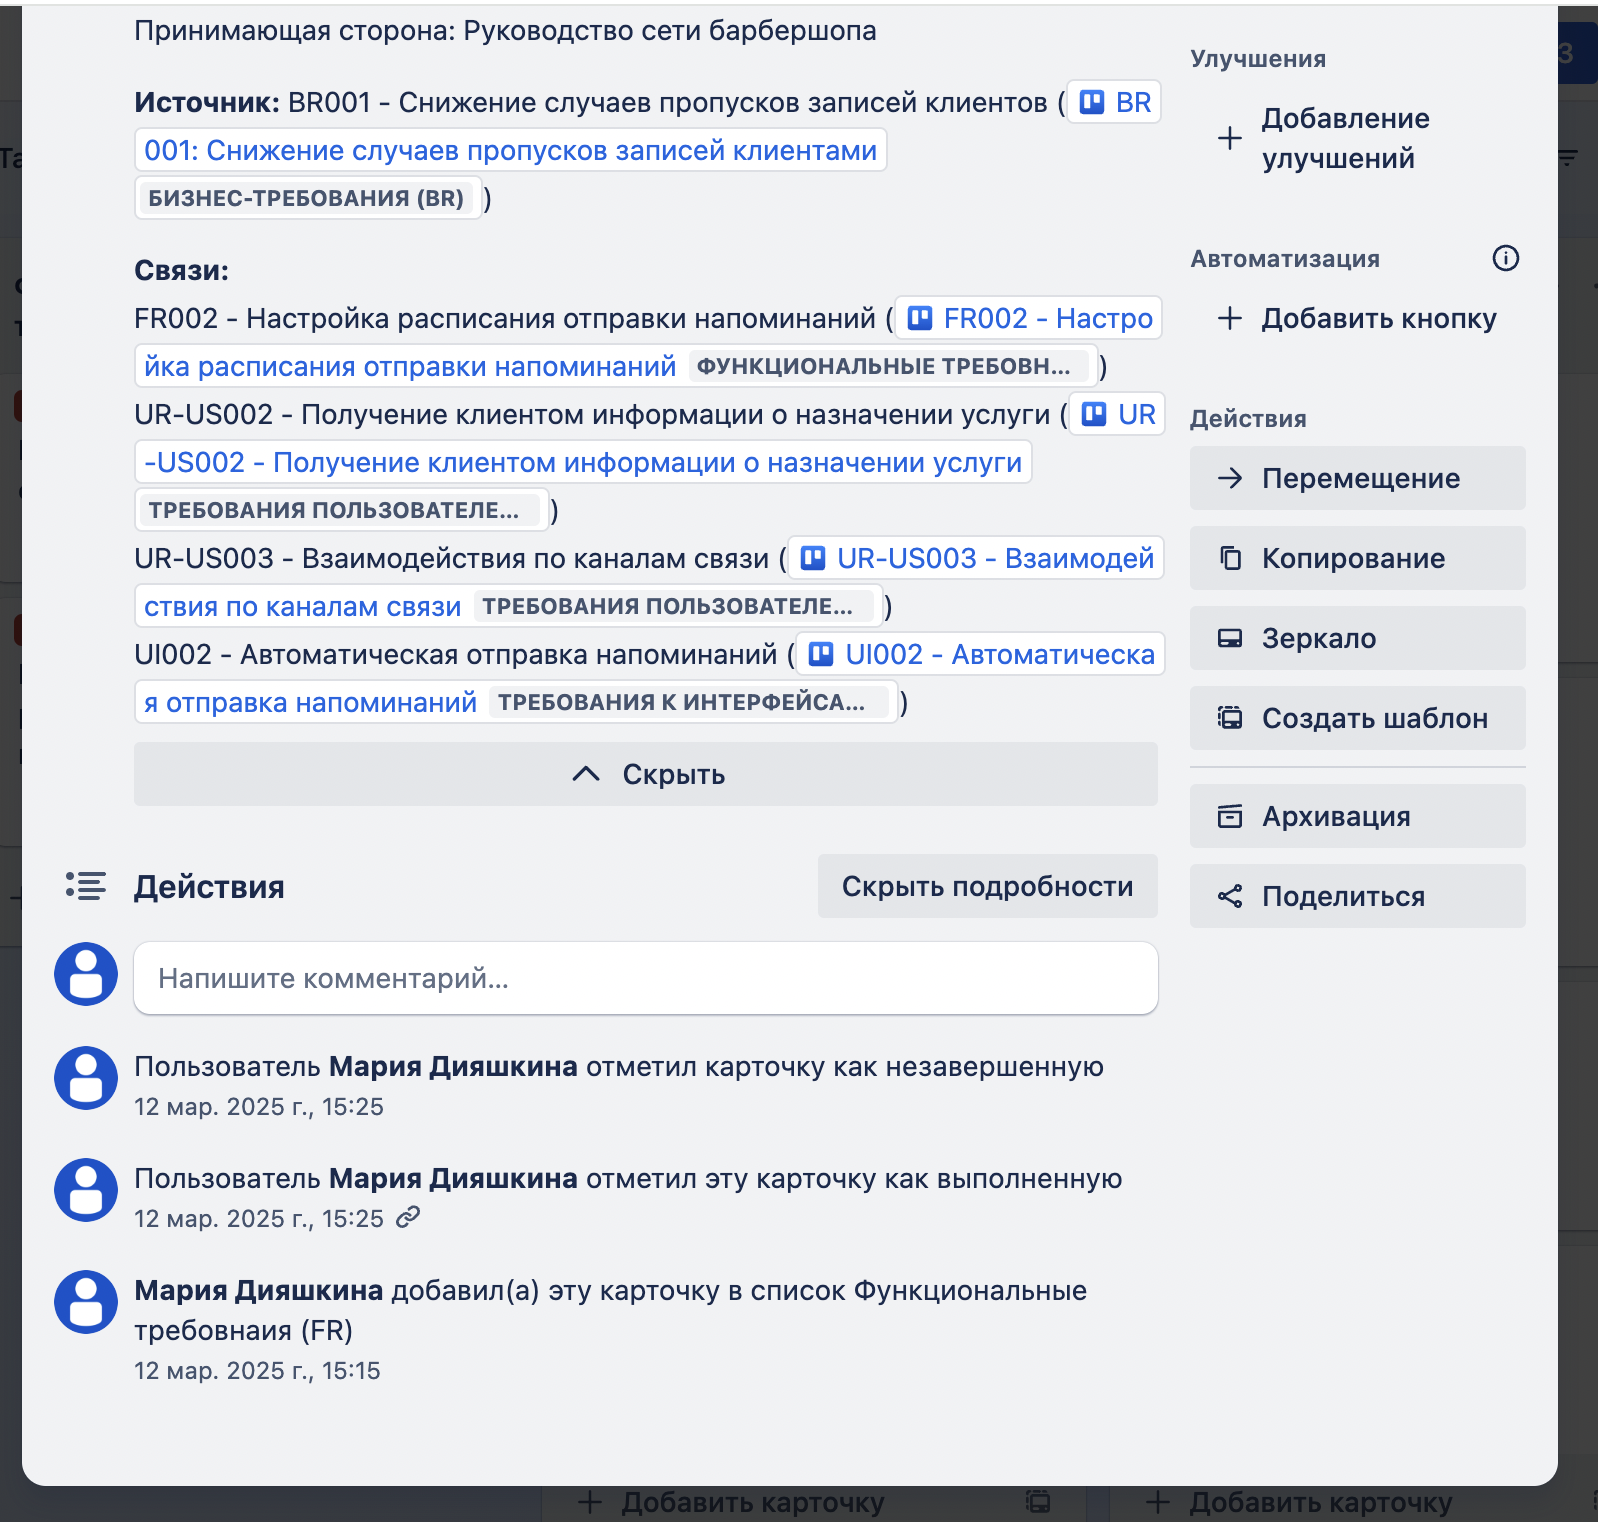 Принимающая сторона: Руководство сети барбершопа
Источник: BR001 - Снижение случаев пропусков записей клиентов ( BR
001: Снижение случаев пропусков записей клиентами
БИЗНЕС-ТРЕБОВАНИЯ (BR) )
Связи:
FR002 - Настройка расписания отправки напоминаний ( FR002 - Настро
йка расписания отправки напоминаний ФУНКЦИОНАЛЬНЫЕ ТРЕБОВН... )
UR-US002 - Получение клиентом информации о назначении услуги ( UR
-US002 - Получение клиентом информации о назначении услуги
ТРЕБОВАНИЯ ПОЛЬЗОВАТЕЛЕ... )
UR-US003 - Взаимодействия по каналам связи ( UR-US003 - Взаимодей
ствия по каналам связи ТРЕБОВАНИЯ ПОЛЬЗОВАТЕЛЕ... )
UI002 - Автоматическая отправка напоминаний ( UI002 - Автоматическа
я отправка напоминаний ТРЕБОВАНИЯ К ИНТЕРФЕЙСА... )
Скрыть
Действия
Скрыть подробности
Напишите комментарий...
Пользователь Мария Дияшкина отметил карточку как незавершенную
12 мар. 2025 г., 15:25
Пользователь Мария Дияшкина отметил эту карточку как выполненную
12 мар. 2025 г., 15:25
Мария Дияшкина добавил(а) эту карточку в список Функциональные
требовнаия (FR)
12 мар. 2025 г., 15:15
Улучшения
Добавление
улучшений
Автоматизация
Добавить кнопку
Действия
Перемещение
Копирование
Зеркало
Создать шаблон
Архивация
Поделиться
Добавить карточку
Добавить карточку